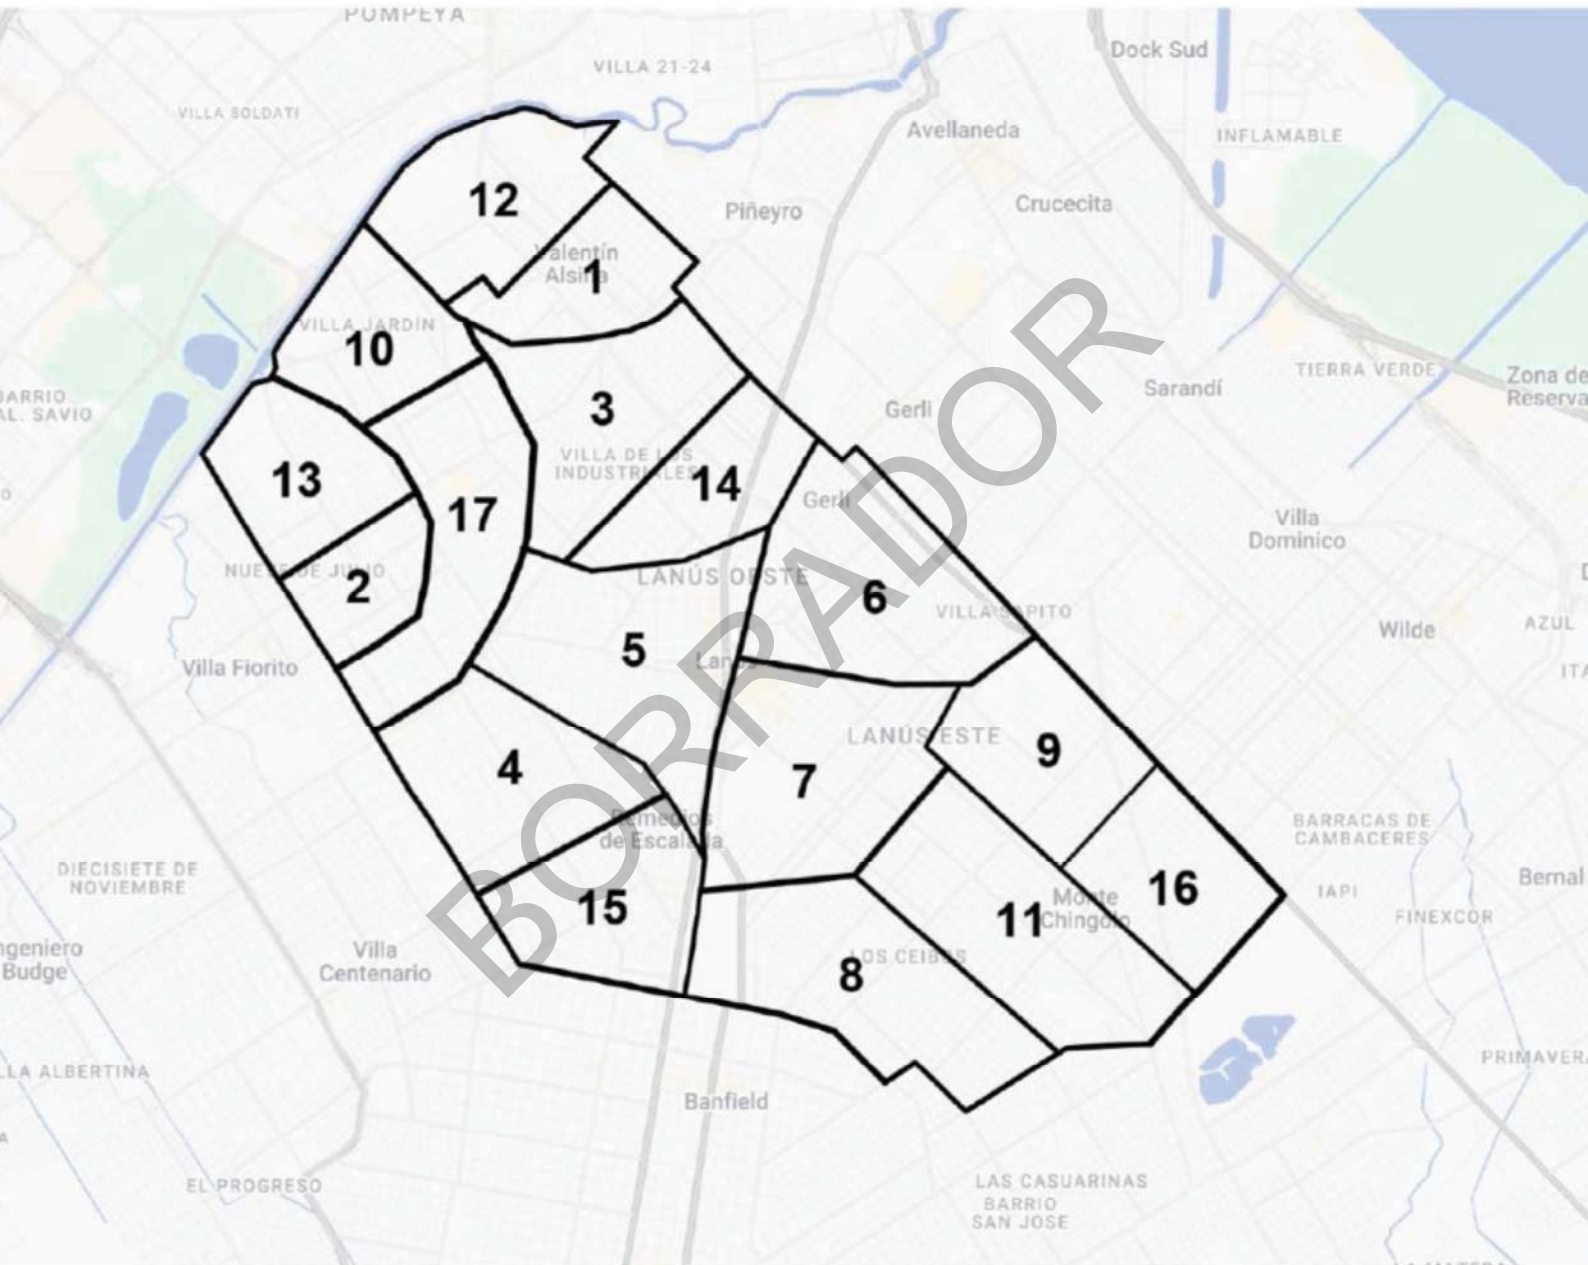 POMPEYA
Dock Sud
VILLA 21-24
VILLA SOLDATI
Avellaneda
INFLAMABLE
12
Piñeyro
Crucecita
Valentín
Alsina
1
VILLA JARDÍN
10
TIERRA VERDE
Zona de
Reserva
Sarandí
BARRIO
AL. SAVIO
3
Gerli
VILLA DE LOS
INDUSTRIALES
13
14
Gerli
17
Villa
Dominico
NUEVE DE JULIO
2
LANÚS OESTE
6
VILLA SAPITO
Wilde
AZUL
5
Villa Fiorito
Lanús
LANÚS ESTE
9
4
7
Remedios
de Escalada
BARRACAS DE
CAMBACERES
DIECISIETE DE
NOVIEMBRE
Bernal
IAPI
16
15
11
Monte
Chingolo
FINEXCOR
Ingeniero
Budge
Villa
Centenario
LOS CEIBOS
8
BORRADOR
LLA ALBERTINA
PRIMAVERA
Banfield
EL PROGRESO
LAS CASUARINAS
BARRIO
SAN JOSE